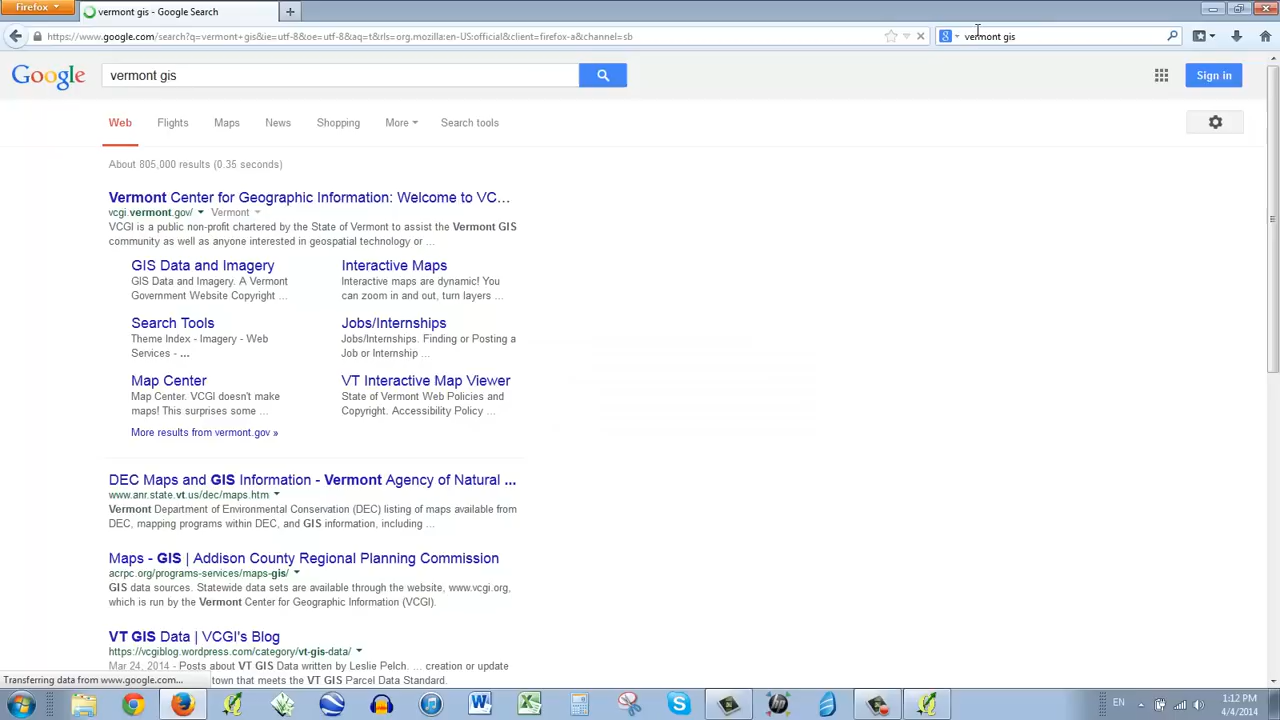 Firefox
vermont gis - Google Search
https://www.google.com/search?q=vermont+gis&ie=utf-8&oe=utf-8&aq=t&rls=org.mozilla:en-US:official&client=firefox-a&channel=sb
vermont gis
Google
vermont gis
Sign in
Web Flights Maps News Shopping More Search tools
About 805,000 results (0.35 seconds)
Vermont Center for Geographic Information: Welcome to VC...
vcgi.vermont.gov/ Vermont
VCGI is a public non-profit chartered by the State of Vermont to assist the Vermont GIS
community as well as anyone interested in geospatial technology or ...
GIS Data and Imagery
GIS Data and Imagery. A Vermont
Government Website Copyright ...
Interactive Maps
Interactive maps are dynamic! You
can zoom in and out, turn layers ...
Search Tools
Theme Index - Imagery - Web
Services - ...
Jobs/Internships
Jobs/Internships. Finding or Posting a
Job or Internship ...
Map Center
Map Center. VCGI doesn't make
maps! This surprises some ...
VT Interactive Map Viewer
State of Vermont Web Policies and
Copyright. Accessibility Policy ...
More results from vermont.gov »
DEC Maps and GIS Information - Vermont Agency of Natural ...
www.anr.state.vt.us/dec/maps.htm
Vermont Department of Environmental Conservation (DEC) listing of maps available from
DEC, mapping programs within DEC, and GIS information, including ...
Maps - GIS | Addison County Regional Planning Commission
acrpc.org/programs-services/maps-gis/
GIS data sources. Statewide data sets are available through the website, www.vcgi.org,
which is run by the Vermont Center for Geographic Information (VCGI).
VT GIS Data | VCGI's Blog
https://vcgiblog.wordpress.com/category/vt-gis-data/
Mar 24, 2014 - Posts about VT GIS Data written by Leslie Pelch. ... creation or update
town that meets the VT GIS Parcel Data Standard.
Transferring data from www.google.com...
EN
1:12 PM
4/4/2014